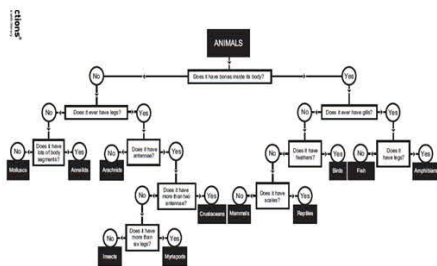 ctions
ANIMALS
Does it have bones inside its body?
No
Yes
Does it ever have legs?
Does it ever have gills?
No
Yes
No
Yes
Does it have
lots of body
segments?
Does it have
antennae?
Does it have
feathers?
Does it have
legs?
No
Yes
No
Yes
No
Yes
No
Yes
Molluscs
Annelids
Arachnids
Birds
Fish
Amphibians
Does it have
more than two
antennae?
Does it have
scales?
No
Yes
No
Yes
Crustaceans
Mammals
Reptiles
Does it have
more than
six legs?
No
Yes
Insects
Myriapods